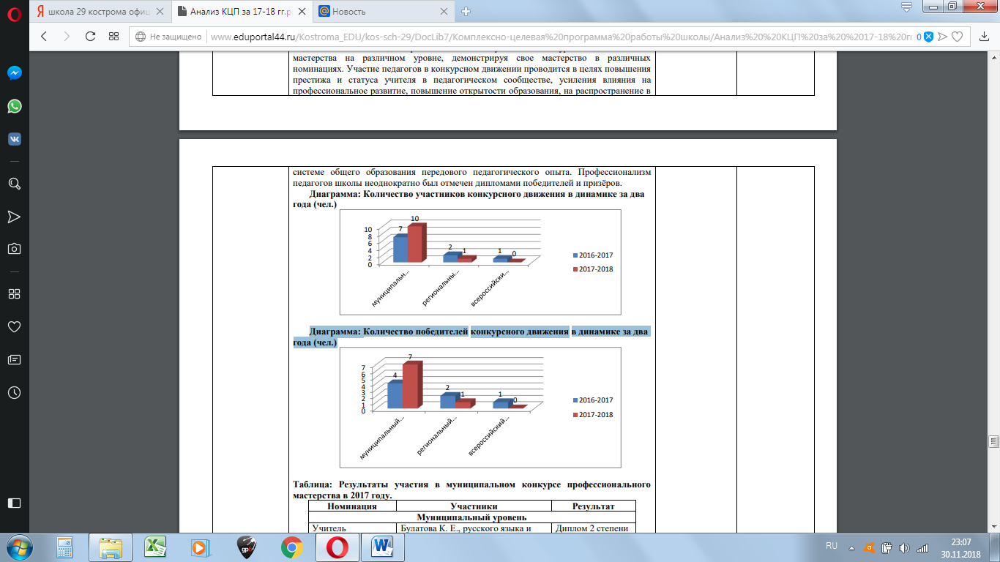 школа 29 кострома офиц
Анализ КЦП за 17-18 гг.p
Новость
Не защищено
www.eduportal44.ru/Kostroma_EDU/kos-sch-29/DocLib7/Комплексно-целевая%20программа%20работы%20школы/Анализ%20%20КЦП%20за%20%2017-18%20г
0
мастерства на различном уровне, демонстрируя свое мастерство в различных
номинациях. Участие педагогов в конкурсном движении проводится в целях повышения
престижа и статуса учителя в педагогическом сообществе, усиления влияния на
профессиональное развитие, повышение открытости образования, на распространение в
системе общего образования передового педагогического опыта. Профессионализм
педагогов школы неоднократно был отмечен дипломами победителей и призёров.
Диаграмма: Количество участников конкурсного движения в динамике за два
года (чел.)
10
8
6
4
2
0
7
10
2
1
1
0
муниципальн...
региональны...
всероссийски...
2016-2017
2017-2018
Диаграмма: Количество победителей конкурсного движения в динамике за два
года (чел.)
7
6
5
4
3
2
1
0
4
7
2
1
1
0
муниципальный...
региональный...
всероссийский...
2016-2017
2017-2018
Таблица: Результаты участия в муниципальном конкурсе профессионального
мастерства в 2017 году.
Номинация Участники Результат
Муниципальный уровень
Учитель Булатова К. Е., русского языка и Диплом 2 степени
RU
23:07
30.11.2018